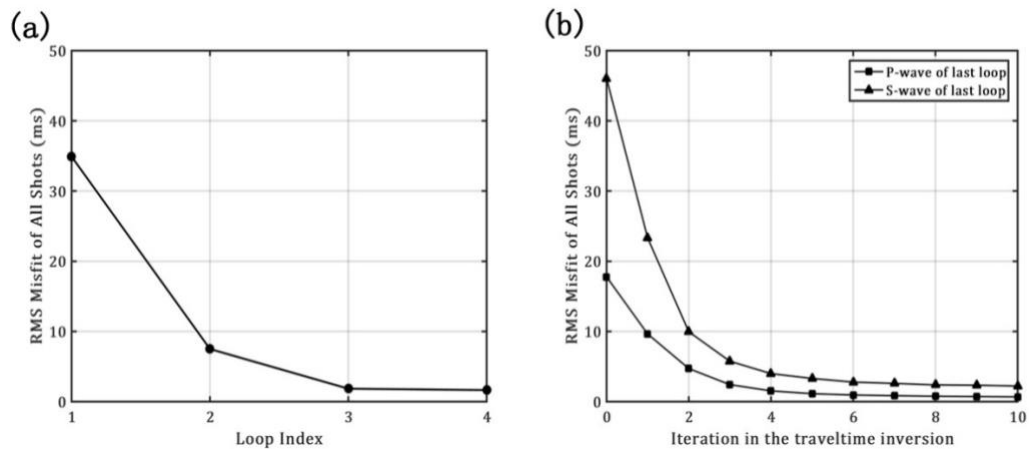 (a)
50
40
30
20
10
0
RMS Misfit of All Shots (ms)
1 2 3 4
Loop Index
(b)
50
40
30
20
10
0
RMS Misfit of All Shots (ms)
P-wave of last loop
S-wave of last loop
0 2 4 6 8 10
Iteration in the traveltime inversion